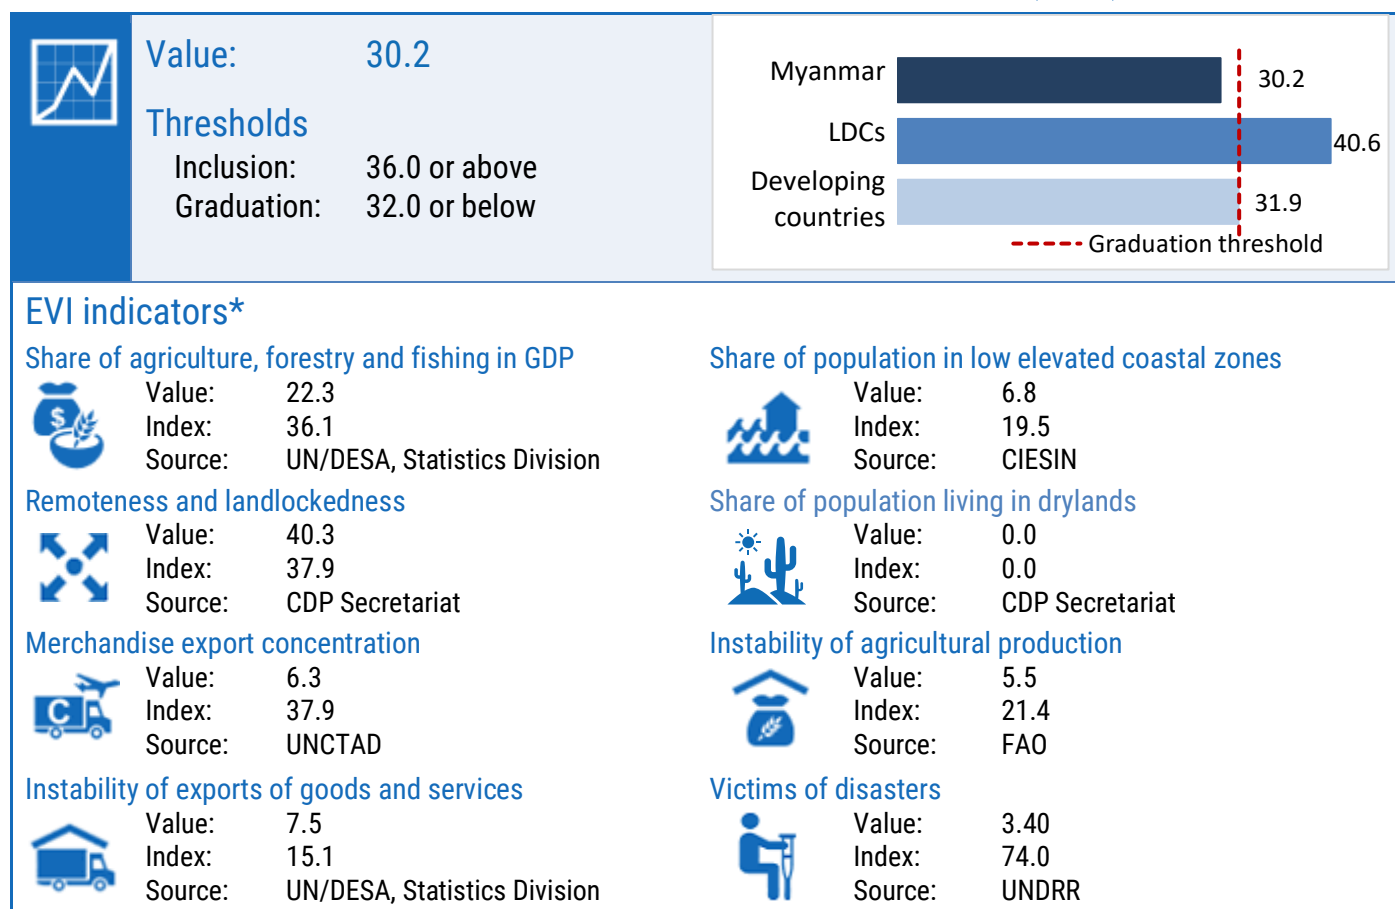 Value: 30.2
Thresholds
Inclusion: 36.0 or above
Graduation: 32.0 or below
Myanmar 30.2
LDCs 40.6
Developing
countries 31.9
Graduation threshold
EVI indicators*
Share of agriculture, forestry and fishing in GDP
Value: 22.3
Index: 36.1
Source: UN/DESA, Statistics Division
Share of population in low elevated coastal zones
Value: 6.8
Index: 19.5
Source: CIESIN
Remoteness and landlockedness
Value: 40.3
Index: 37.9
Source: CDP Secretariat
Share of population living in drylands
Value: 0.0
Index: 0.0
Source: CDP Secretariat
Merchandise export concentration
C
Value: 6.3
Index: 37.9
Source: UNCTAD
Instability of agricultural production
Value: 5.5
Index: 21.4
Source: FAO
Instability of exports of goods and services
Value: 7.5
Index: 15.1
Source: UN/DESA, Statistics Division
Victims of disasters
Value: 3.40
Index: 74.0
Source: UNDRR